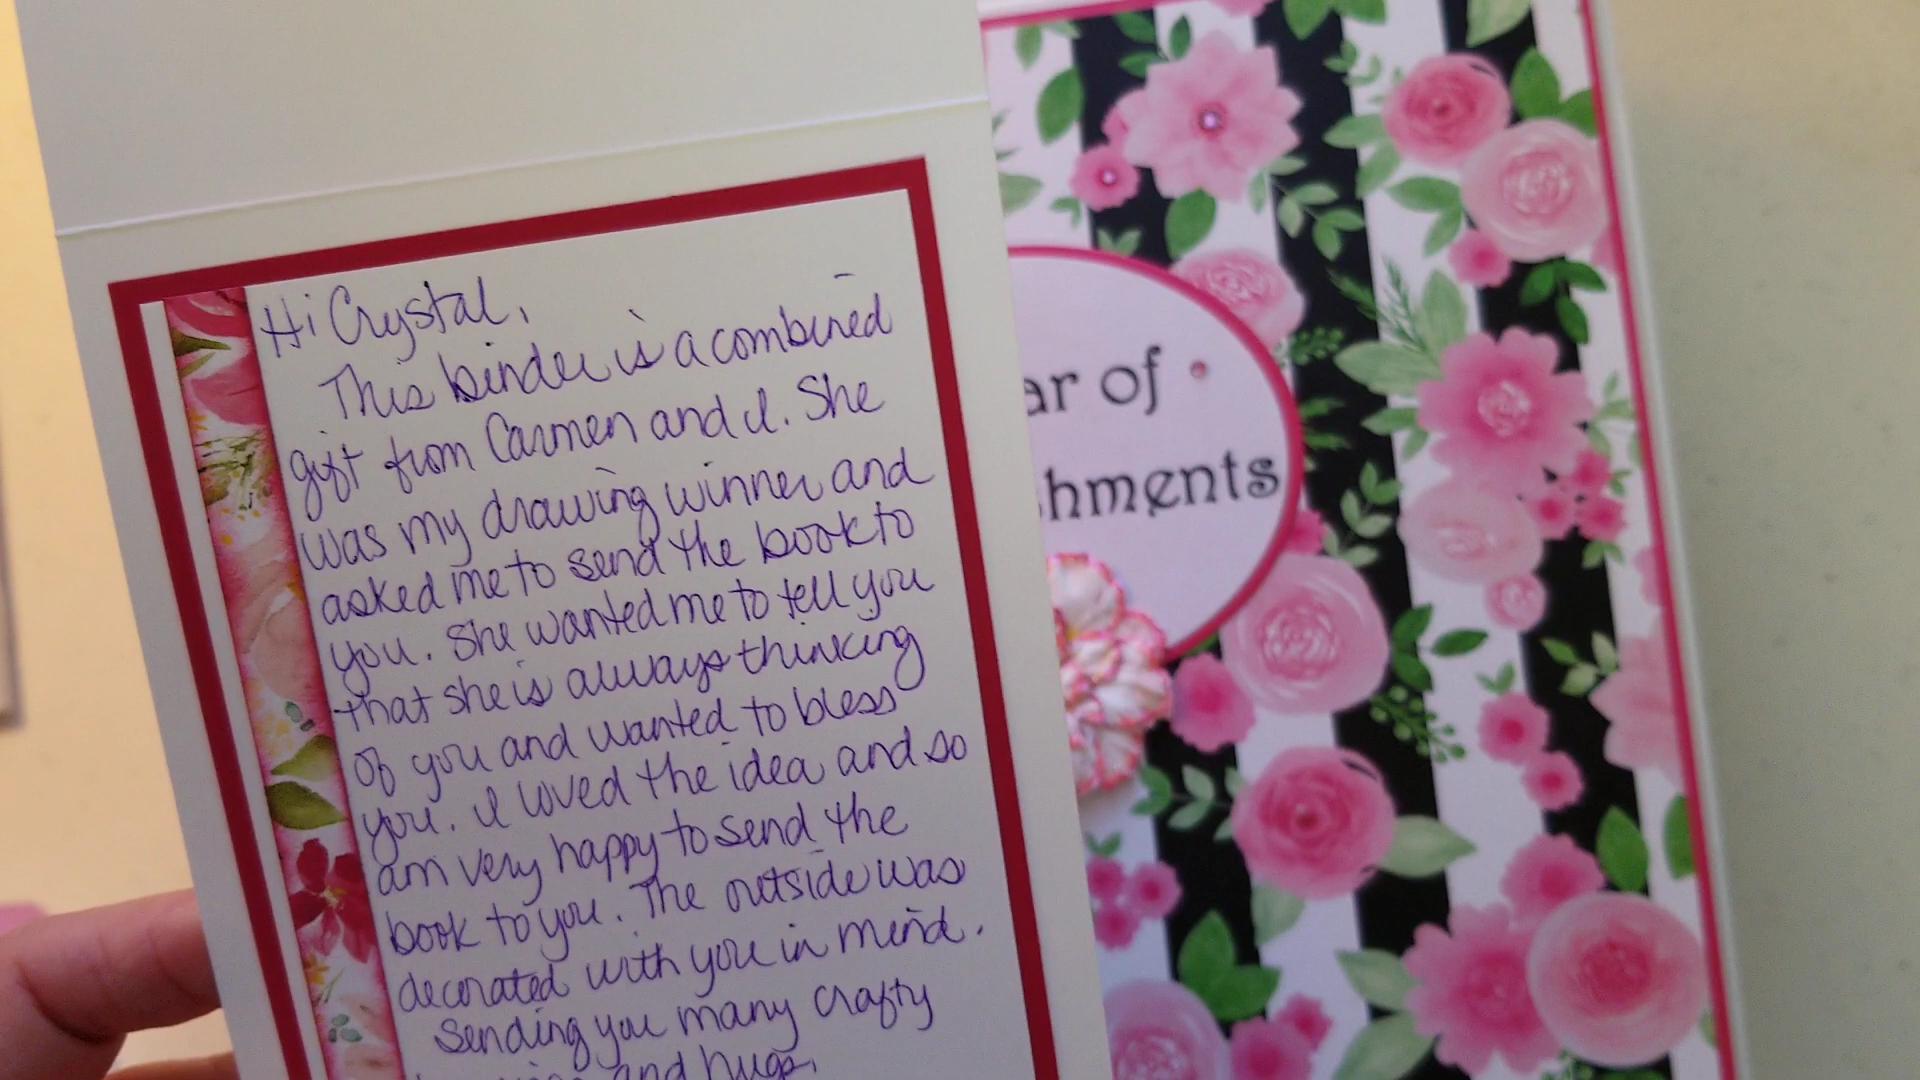 Hi Crystal,
This binder is a combined
gift from Carmen and I. She
was my drawing winner and
asked me to send the book to
you. She wanted me to tell you
that she is always thinking
of you and wanted to bless
you. I loved the idea and so
am very happy to send the
book to you. The outside was
decorated with you in mind.
Sending you many crafty
and hugs,
ar of
hments